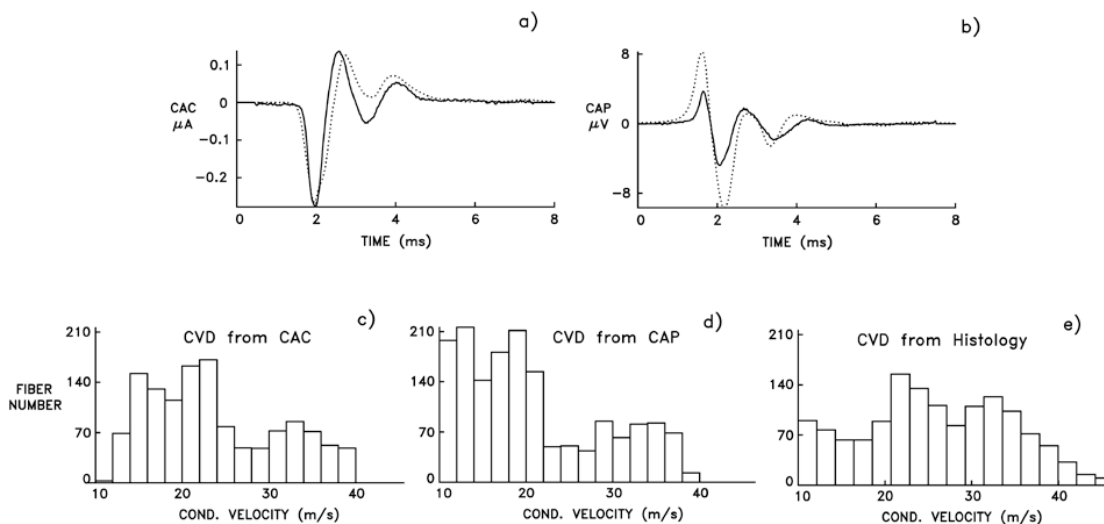 a)
0.1
0
−0.1
−0.2
CAC
μA
0 2 4 6 8
TIME (ms)
b)
8
0
−8
CAP
μV
0 2 4 6 8
TIME (ms)
c)
CVD from CAC
210
140
70
0
FIBER
NUMBER
10 20 30 40
COND. VELOCITY (m/s)
d)
CVD from CAP
210
140
70
0
10 20 30 40
COND. VELOCITY (m/s)
e)
CVD from Histology
210
140
70
0
10 20 30 40
COND. VELOCITY (m/s)